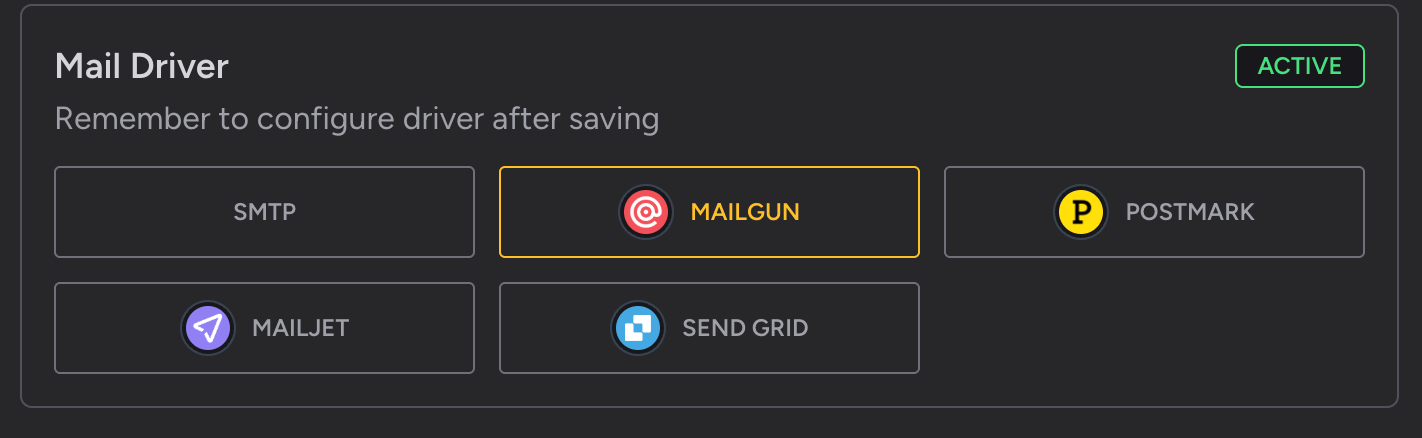 Mail Driver
ACTIVE
Remember to configure driver after saving
SMTP
MAILGUN
POSTMARK
MAILJET
SEND GRID